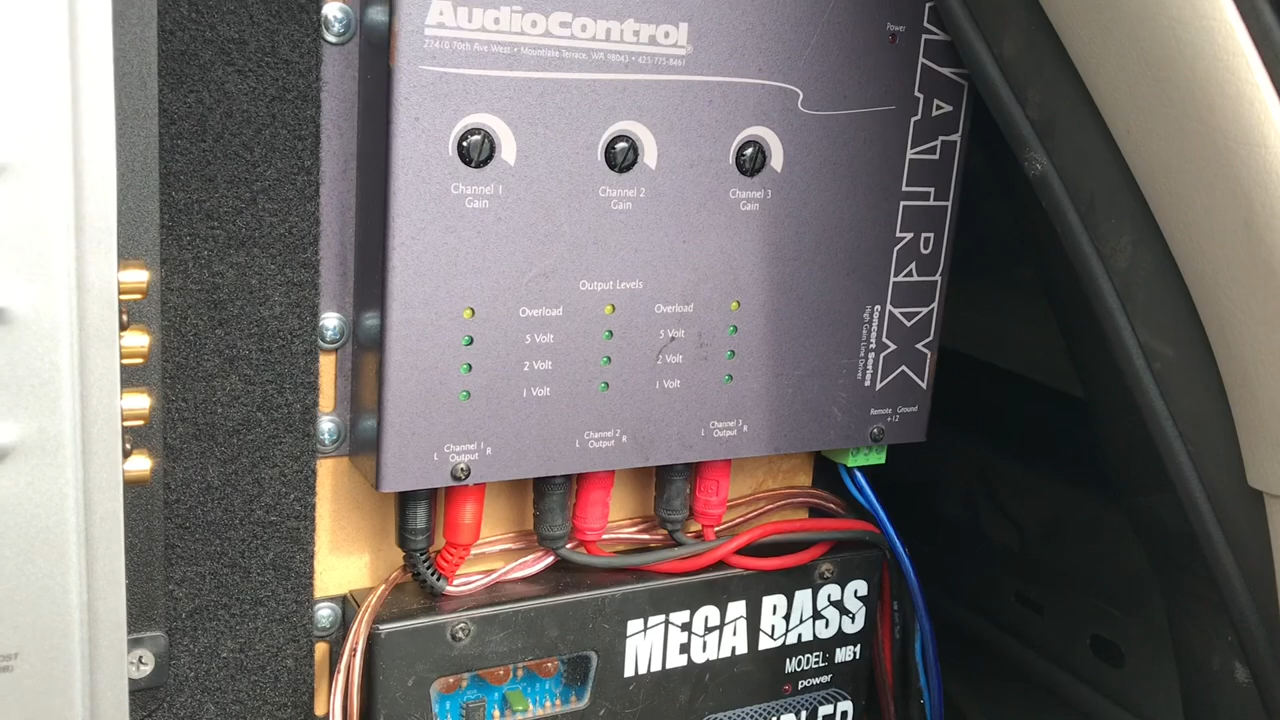 AudioControl®
22410 70th Ave West • Mountlake Terrace, WA 98043 • 425-775-8461
Power
MATRIX
Concert Series
High Gain Line Driver
Channel 1
Gain
Channel 2
Gain
Channel 3
Gain
Output Levels
Overload
Overload
5 Volt
5 Volt
2 Volt
2 Volt
1 Volt
1 Volt
Remote Ground
+12
L Channel 1 R
Output
L Channel 2 R
Output
L Channel 3 R
Output
MEGA BASS
MODEL: MB1
power